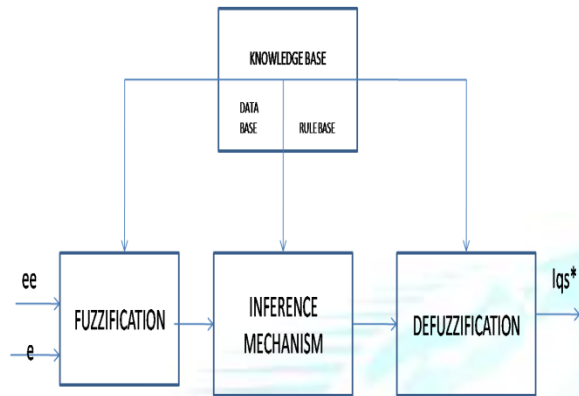 KNOWLEDGE BASE
DATA
BASE
RULE BASE
ee
e
FUZZIFICATION
INFERENCE
MECHANISM
DEFUZZIFICATION
Iqs*